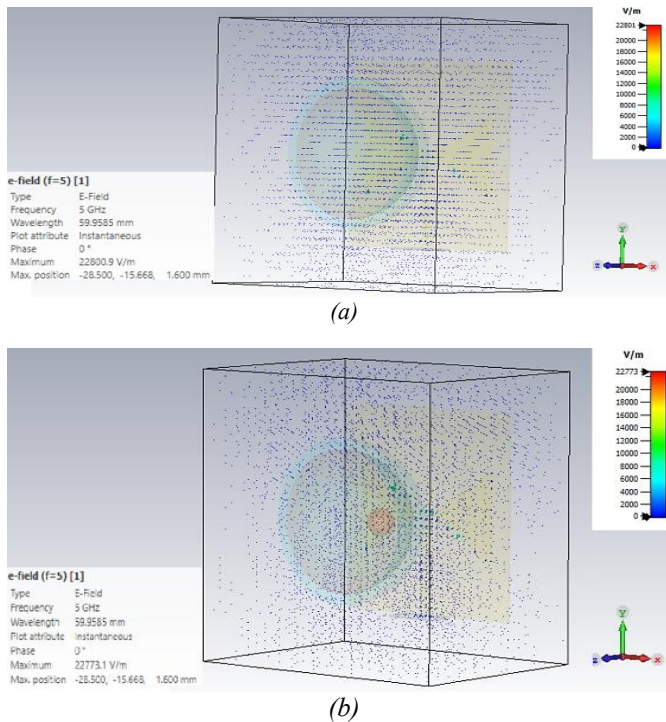 V/m
22801
20000
18000
16000
14000
12000
10000
8000
6000
4000
2000
0
e-field (f=5) [1]
Type E-Field
Frequency 5 GHz
Wavelength 59.9585 mm
Plot attribute Instantaneous
Phase 0 °
Maximum 22800.9 V/m
Max. position -28.500, -15.668, 1.600 mm
Y
z x
(a)
V/m
22773
20000
18000
16000
14000
12000
10000
8000
6000
4000
2000
0
e-field (f=5) [1]
Type E-Field
Frequency 5 GHz
Wavelength 59.9585 mm
Plot attribute Instantaneous
Phase 0 °
Maximum 22773.1 V/m
Max. position -28.500, -15.668, 1.600 mm
Y
z x
(b)